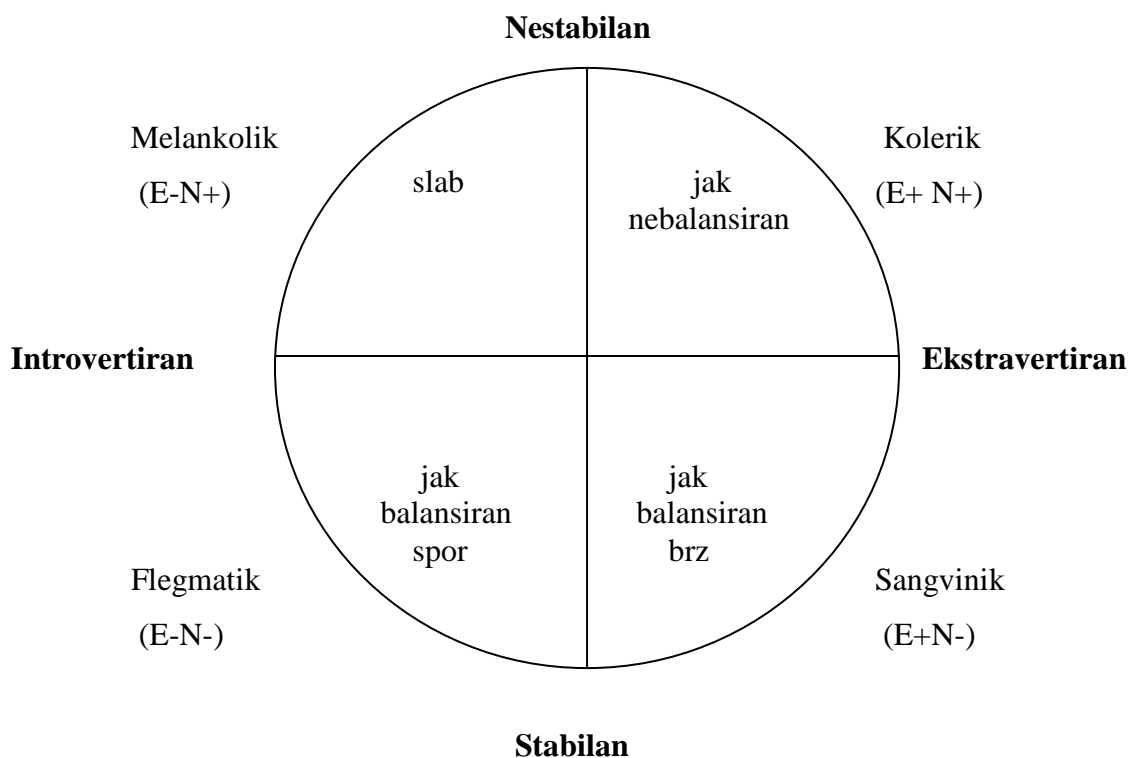 Nestabilan
Melankolik
(E-N+)
slab
jak
nebalansiran
Kolerik
(E+ N+)
Introvertiran
Ekstravertiran
jak
balansiran
spor
jak
balansiran
brz
Flegmatik
(E-N-)
Sangvinik
(E+N-)
Stabilan